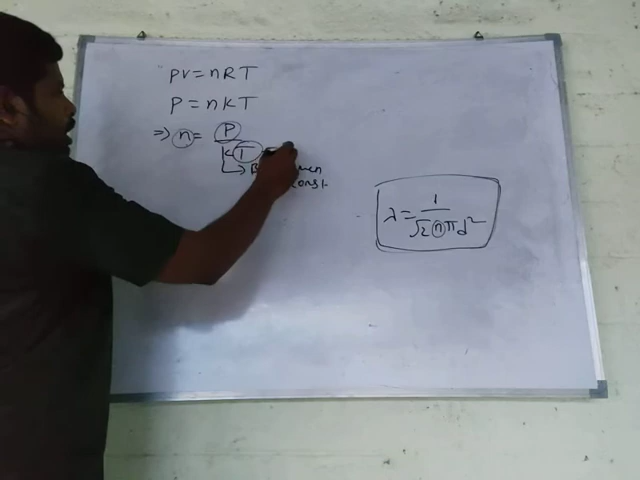 PV = nRT
P = nKT
⇒ n = P
KT
const.
λ = 1
√2 n π d²